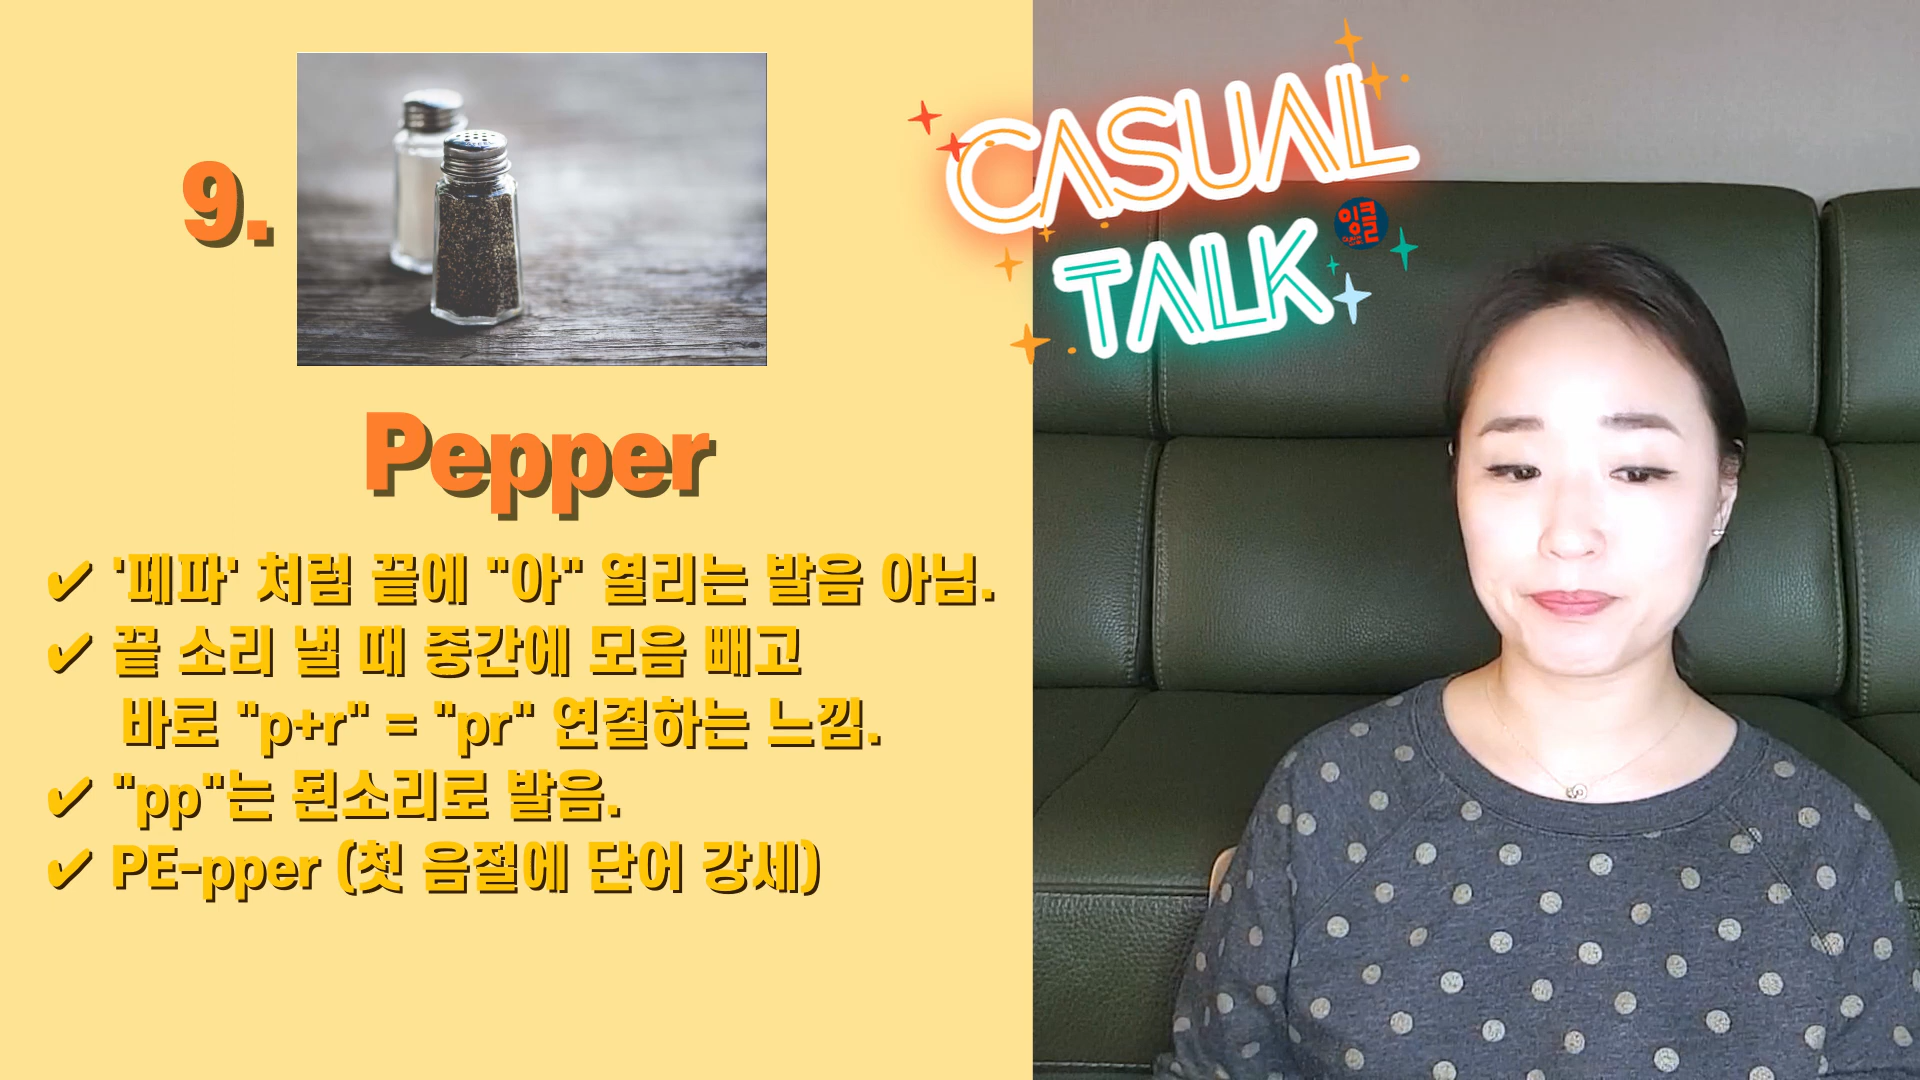 9.
Pepper
✔ '페파' 처럼 끝에 "아" 열리는 발음 아님.
✔ 끝 소리 낼 때 중간에 모음 빼고
바로 "p+r" = "pr" 연결하는 느낌.
✔ "pp"는 된소리로 발음.
✔ PE-pper (첫 음절에 단어 강세)
CASUAL
TALK
잉클